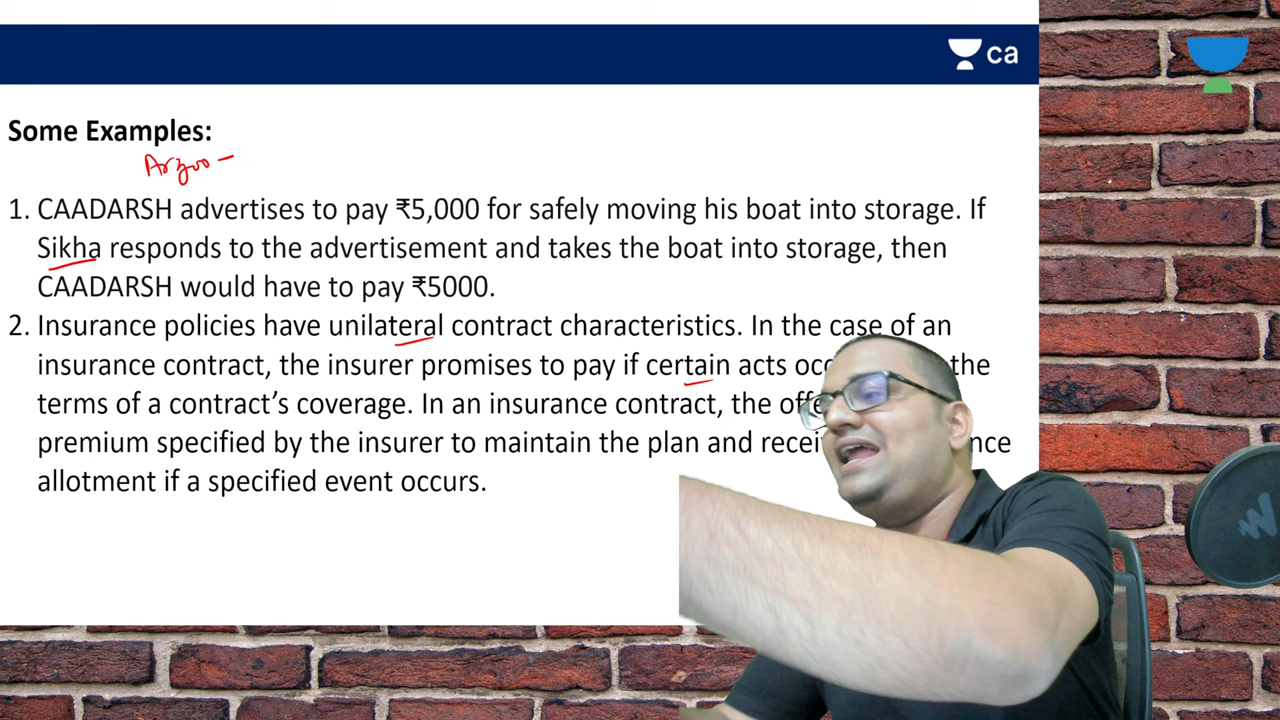 ca
Some Examples:
Arzoo -
1. CAADARSH advertises to pay ₹5,000 for safely moving his boat into storage. If
Sikha responds to the advertisement and takes the boat into storage, then
CAADARSH would have to pay ₹5000.
2. Insurance policies have unilateral contract characteristics. In the case of an
insurance contract, the insurer promises to pay if certain acts the
terms of a contract's coverage. In an insurance contract, the
premium specified by the insurer to maintain the plan and
allotment if a specified event occurs.